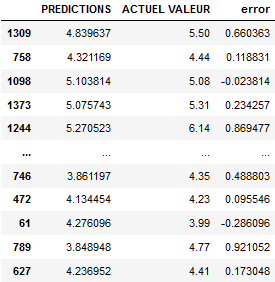 PREDICTIONS ACTUEL VALEUR error
1309 4.839637 5.50 0.660363
758 4.321169 4.44 0.118831
1098 5.103814 5.08 -0.023814
1373 5.075743 5.31 0.234257
1244 5.270523 6.14 0.869477
... ... ... ...
746 3.861197 4.35 0.488803
472 4.134454 4.23 0.095546
61 4.276096 3.99 -0.286096
789 3.848948 4.77 0.921052
627 4.236952 4.41 0.173048